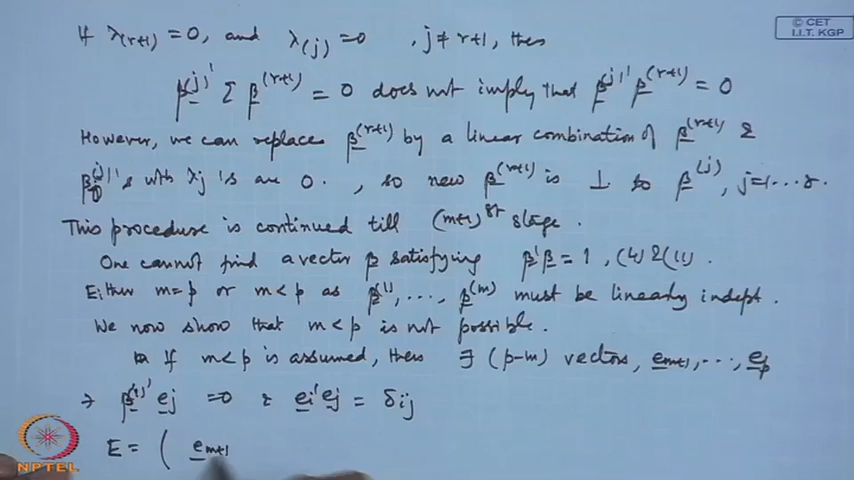 © CET
I.I.T. KGP
If λ(r+1) = 0, and λ(j) = 0 , j ≠ r+1, then
β(j)' Σ β(r+1) = 0 does not imply that β(j)' β(r+1) = 0
However, we can replace β(r+1) by a linear combination of β(r+1) &
β(j)'s with λj 's are 0. , so new β(r+1) is ⊥ to β(j), j=1...r.
This procedure is continued till (m+1)st stage.
One cannot find a vector β satisfying β'β = 1, (4) & (11).
Either m=p or m<p as β(1), ..., β(m) must be linearly indept.
We now show that m<p is not possible.
If m<p is assumed, then ∃ (p-m) vectors, em+1, ..., ep
→ β(j)' ej = 0 & ei' ej = δij
E = ( em+1
NPTEL